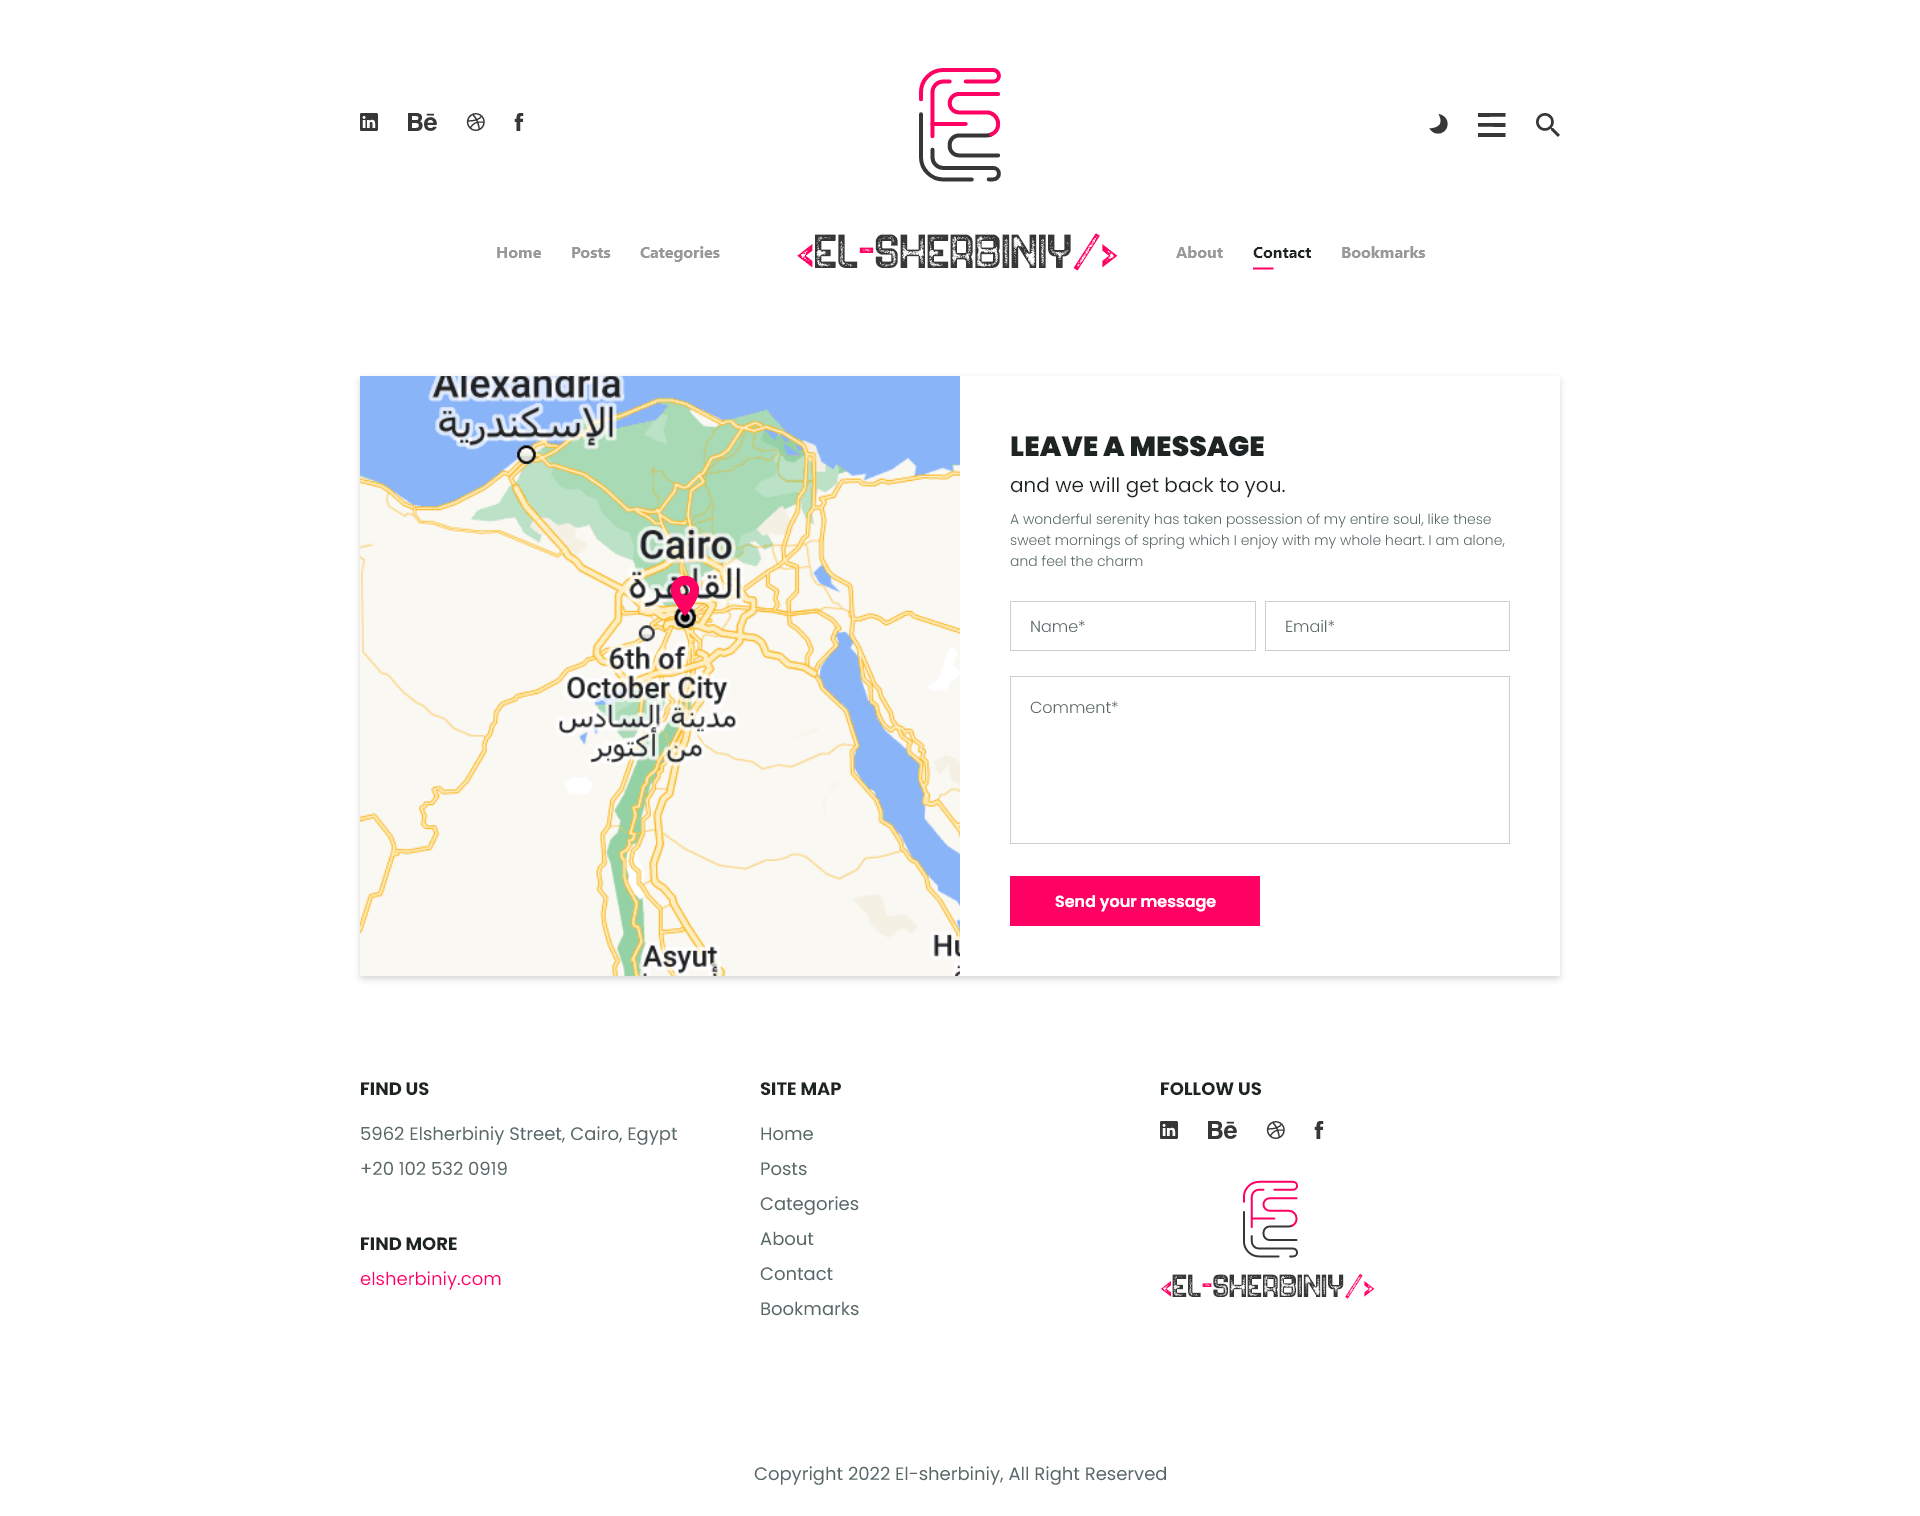 Home Posts Categories <EL-SHERBINIY/> About Contact Bookmarks
Alexandria
الإسكندرية
Cairo
القاهرة
6th of
October City
مدينة السادس
من أكتوبر
Asyut
LEAVE A MESSAGE
and we will get back to you.
A wonderful serenity has taken possession of my entire soul, like these
sweet mornings of spring which I enjoy with my whole heart. I am alone,
and feel the charm
Name* Email*
Comment*
Send your message
FIND US
5962 Elsherbiniy Street, Cairo, Egypt
+20 102 532 0919
FIND MORE
elsherbiniy.com
SITE MAP
Home
Posts
Categories
About
Contact
Bookmarks
FOLLOW US
<EL-SHERBINIY/>
Copyright 2022 El-sherbiniy, All Right Reserved